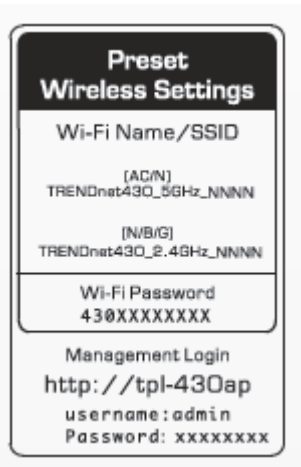 Preset
Wireless Settings
Wi-Fi Name/SSID
[AC/N]
TRENDnet430_5GHz_NNNN
[N/B/G]
TRENDnet430_2.4GHz_NNNN
Wi-Fi Password
430XXXXXXXX
Management Login
http://tpl-430ap
username:admin
Password: xxxxxxxx